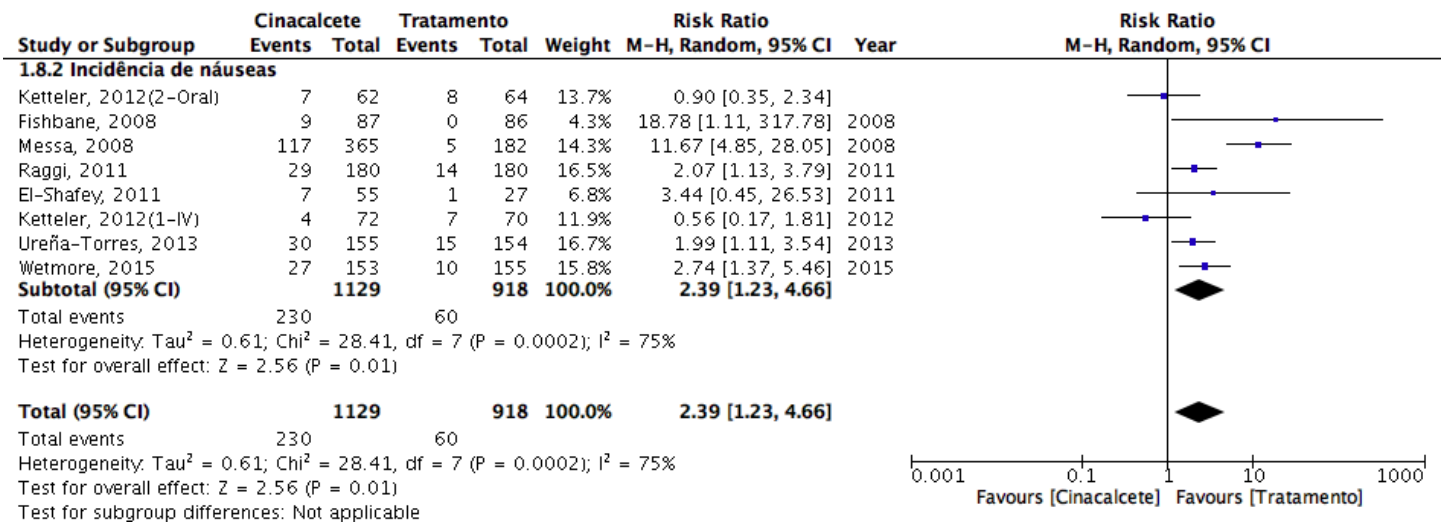 Cinacalcete Tratamento Risk Ratio Risk Ratio
Study or Subgroup Events Total Events Total Weight M-H, Random, 95% CI Year M-H, Random, 95% CI
1.8.2 Incidência de náuseas
Ketteler, 2012(2-Oral) 7 62 8 64 13.7% 0.90 [0.35, 2.34]
Fishbane, 2008 9 87 0 86 4.3% 18.78 [1.11, 317.78] 2008
Messa, 2008 117 365 5 182 14.3% 11.67 [4.85, 28.05] 2008
Raggi, 2011 29 180 14 180 16.5% 2.07 [1.13, 3.79] 2011
El-Shafey, 2011 7 55 1 27 6.8% 3.44 [0.45, 26.53] 2011
Ketteler, 2012(1-IV) 4 72 7 70 11.9% 0.56 [0.17, 1.81] 2012
Ureña-Torres, 2013 30 155 15 154 16.7% 1.99 [1.11, 3.54] 2013
Wetmore, 2015 27 153 10 155 15.8% 2.74 [1.37, 5.46] 2015
Subtotal (95% CI) 1129 918 100.0% 2.39 [1.23, 4.66]
Total events 230 60
Heterogeneity: Tau² = 0.61; Chi² = 28.41, df = 7 (P = 0.0002); I² = 75%
Test for overall effect: Z = 2.56 (P = 0.01)
Total (95% CI) 1129 918 100.0% 2.39 [1.23, 4.66]
Total events 230 60
Heterogeneity: Tau² = 0.61; Chi² = 28.41, df = 7 (P = 0.0002); I² = 75%
Test for overall effect: Z = 2.56 (P = 0.01)
Test for subgroup differences: Not applicable
0.001 0.1 1 10 1000
Favours [Cinacalcete] Favours [Tratamento]